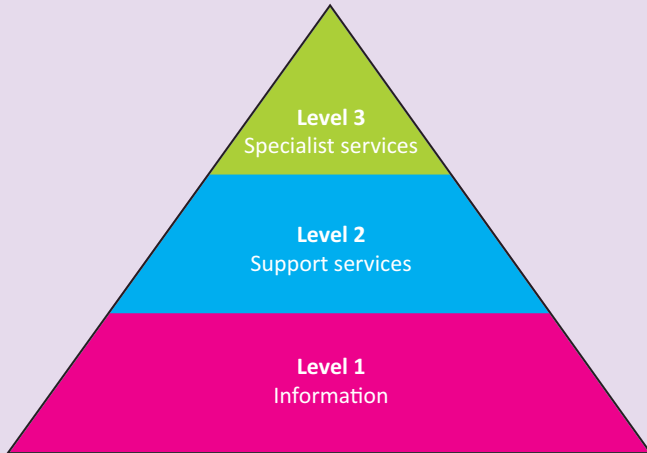 Level 3
Specialist services
Level 2
Support services
Level 1
Information